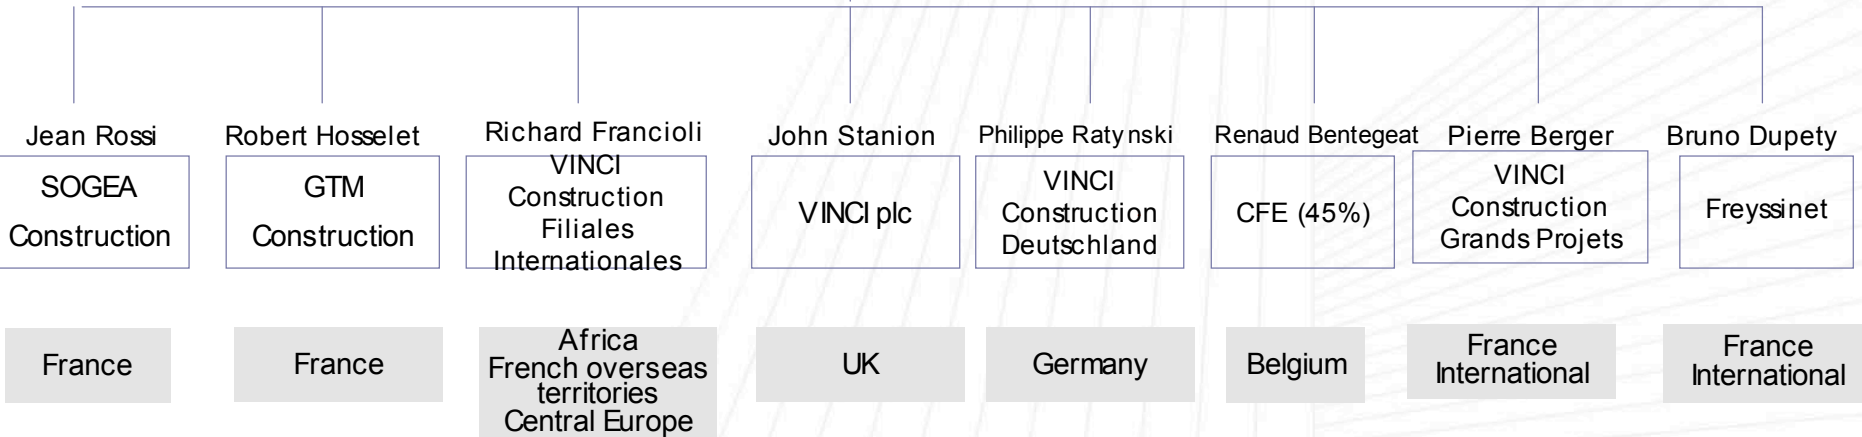 Jean Rossi
SOGEA
Construction
France
Robert Hosselet
GTM
Construction
France
Richard Francioli
VINCI
Construction
Filiales
Internationales
Africa
French overseas
territories
Central Europe
John Stanion
VINCI plc
UK
Philippe Ratynski
VINCI
Construction
Deutschland
Germany
Renaud Bentegeat
CFE (45%)
Belgium
Pierre Berger
VINCI
Construction
Grands Projets
France
International
Bruno Dupety
Freyssinet
France
International